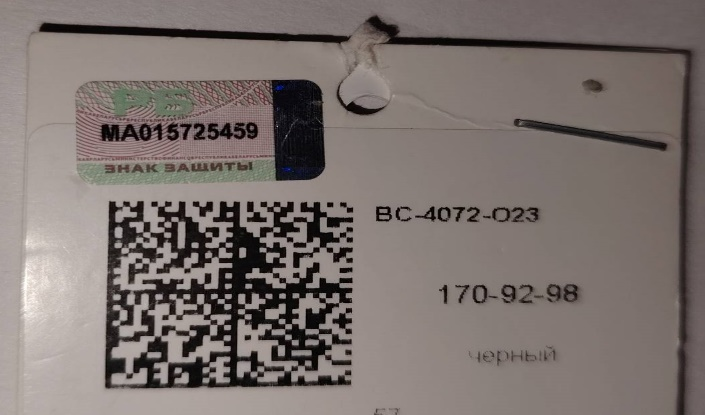 РБ
MA015725459
ЗНАК ЗАЩИТЫ
BC-4072-O23
170-92-98
черный